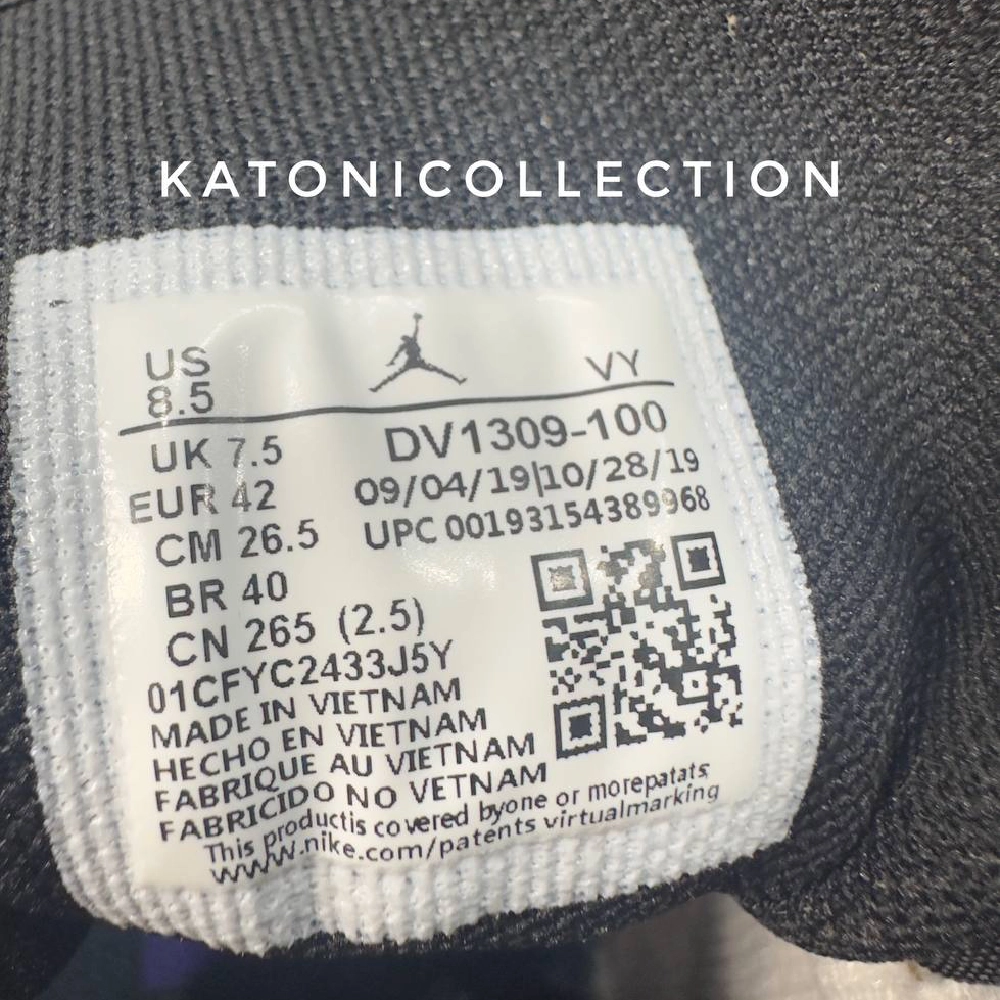 KATONICOLLECTION
US VY
8.5
UK 7.5 DV1309-100
EUR 42 09/04/19|10/28/19
CM 26.5 UPC 00193154389968
BR 40
CN 265 (2.5)
01CFYC2433J5Y
MADE IN VIETNAM
HECHO EN VIETNAM
FABRIQUE AU VIETNAM
FABRICIDO NO VETNAM
This productis covered byone or morepatats
www.nike.com/patents virtualmarking